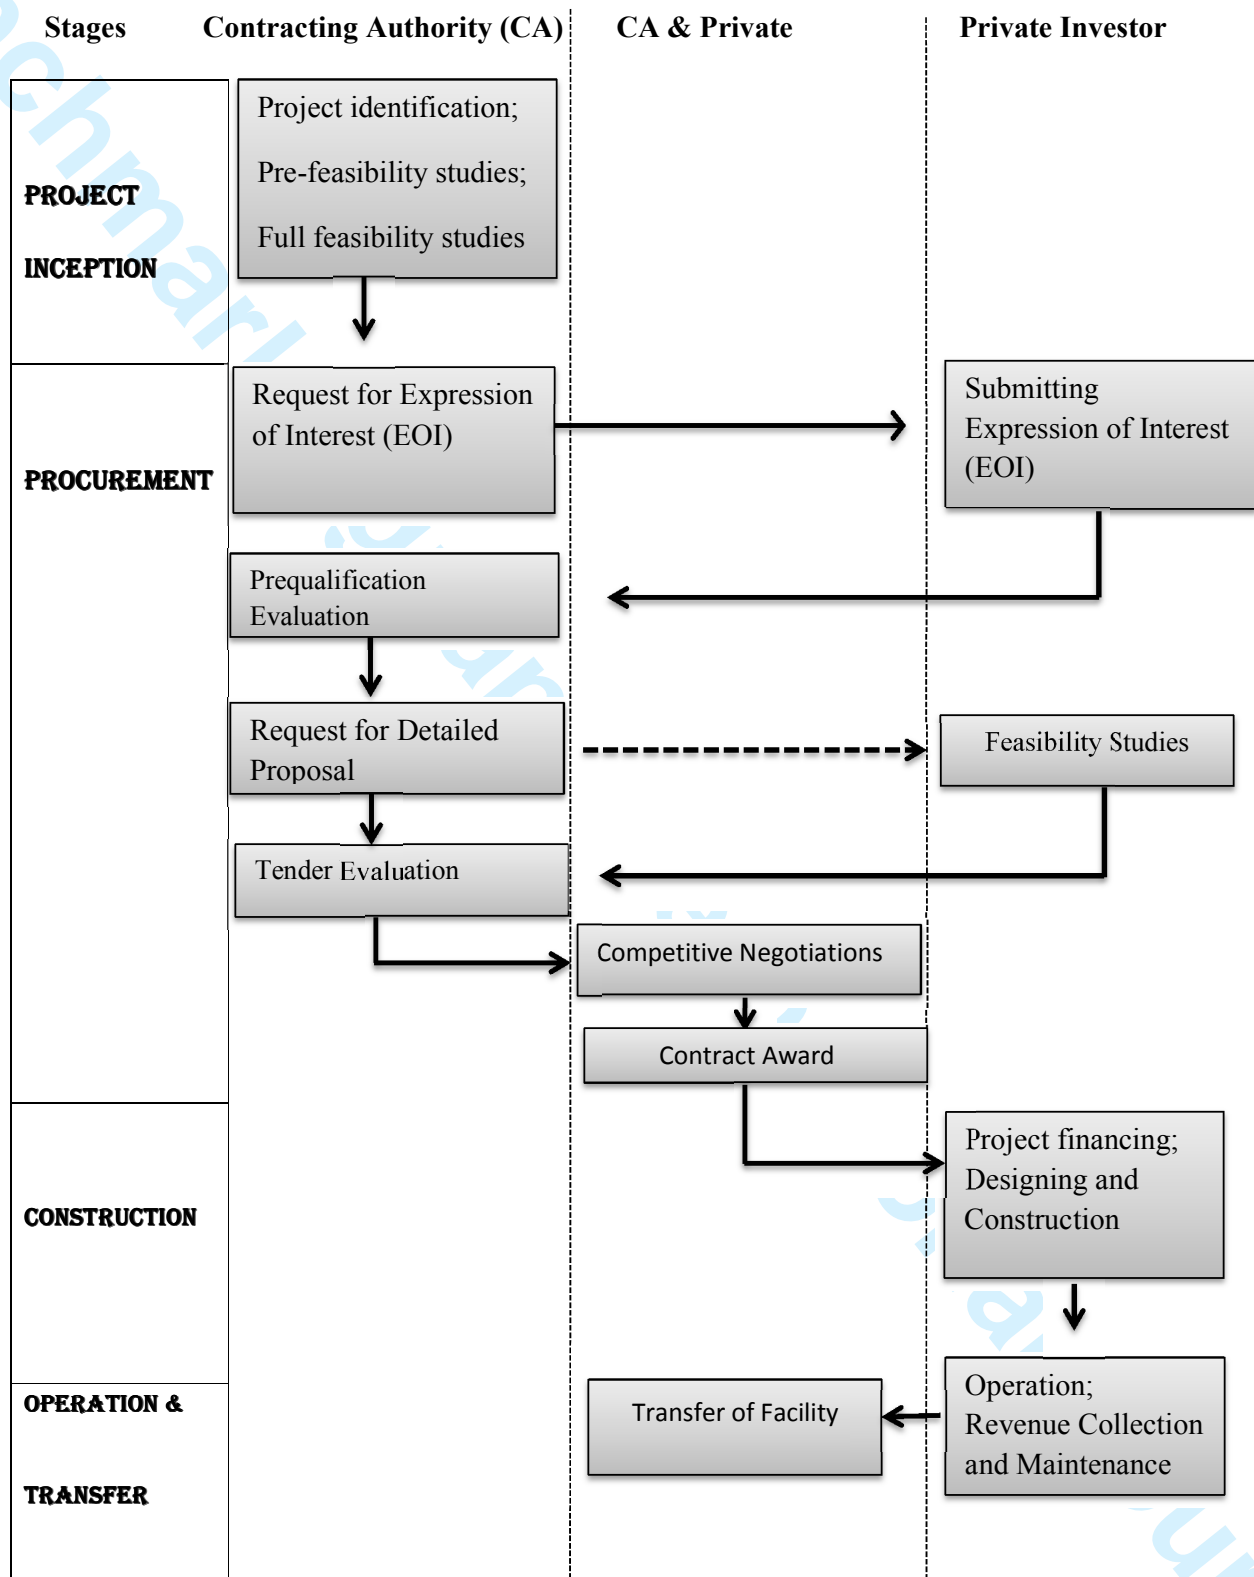 Stages Contracting Authority (CA) CA & Private Private Investor
PROJECT
INCEPTION
Project identification;
Pre-feasibility studies;
Full feasibility studies
PROCUREMENT
Request for Expression
of Interest (EOI)
Submitting
Expression of Interest
(EOI)
Prequalification
Evaluation
Request for Detailed
Proposal
Feasibility Studies
Tender Evaluation
Competitive Negotiations
Contract Award
CONSTRUCTION
Project financing;
Designing and
Construction
OPERATION &
TRANSFER
Transfer of Facility
Operation;
Revenue Collection
and Maintenance